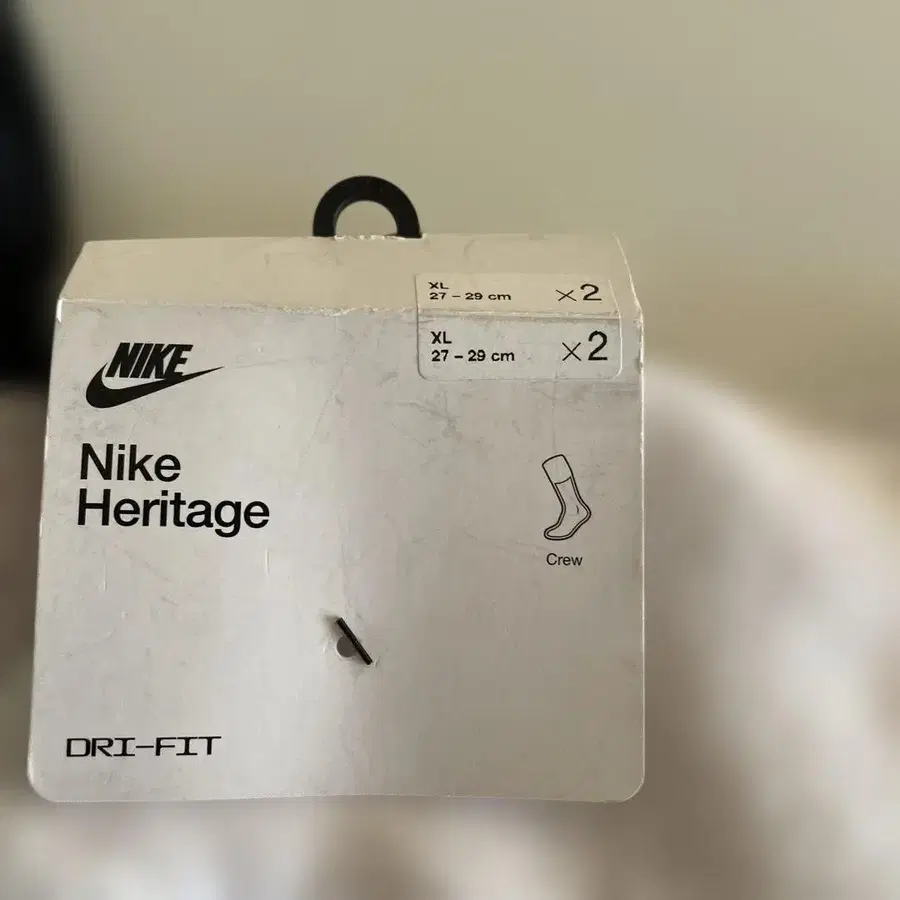 XL
27 – 29 cm ×2
XL
27 – 29 cm ×2
NIKE
Nike
Heritage
Crew
DRI-FIT